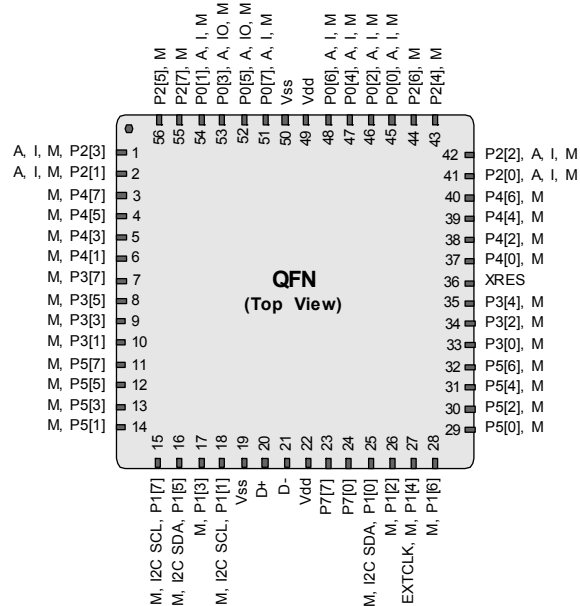 P2[5], M
P2[7], M
P0[1], A, I, M
P0[3], A, IO, M
P0[5], A, IO, M
P0[7], A, I, M
Vss
Vdd
P0[6], A, I, M
P0[4], A, I, M
P0[2], A, I, M
P0[0], A, I, M
P2[6], M
P2[4], M
56
55
54
53
52
51
50
49
48
47
46
45
44
43
A, I, M, P2[3] 1
A, I, M, P2[1] 2
M, P4[7] 3
M, P4[5] 4
M, P4[3] 5
M, P4[1] 6
M, P3[7] 7
M, P3[5] 8
M, P3[3] 9
M, P3[1] 10
M, P5[7] 11
M, P5[5] 12
M, P5[3] 13
M, P5[1] 14
QFN
(Top View)
42 P2[2], A, I, M
41 P2[0], A, I, M
40 P4[6], M
39 P4[4], M
38 P4[2], M
37 P4[0], M
36 XRES
35 P3[4], M
34 P3[2], M
33 P3[0], M
32 P5[6], M
31 P5[4], M
30 P5[2], M
29 P5[0], M
15
16
17
18
19
20
21
22
23
24
25
26
27
28
M, I2C SCL, P1[7]
M, I2C SDA, P1[5]
M, P1[3]
M, I2C SCL, P1[1]
Vss
D+
D-
Vdd
P7[7]
P7[0]
M, I2C SDA, P1[0]
M, P1[2]
EXTCLK, M, P1[4]
M, P1[6]